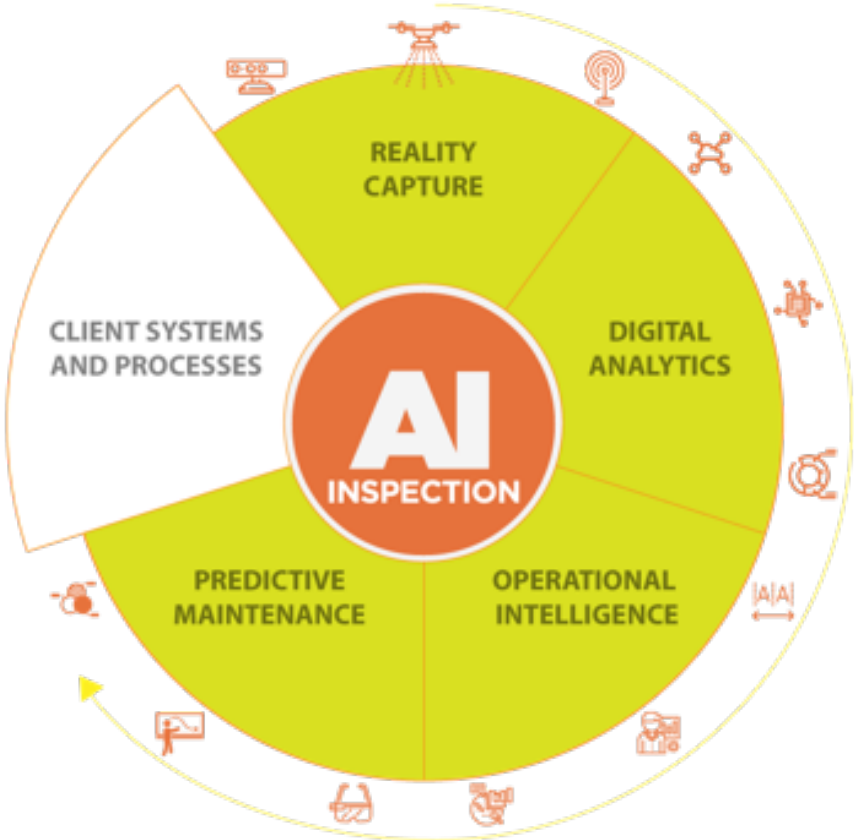 REALITY
CAPTURE
DIGITAL
ANALYTICS
OPERATIONAL
INTELLIGENCE
PREDICTIVE
MAINTENANCE
CLIENT SYSTEMS
AND PROCESSES
AI
INSPECTION
|A|A|